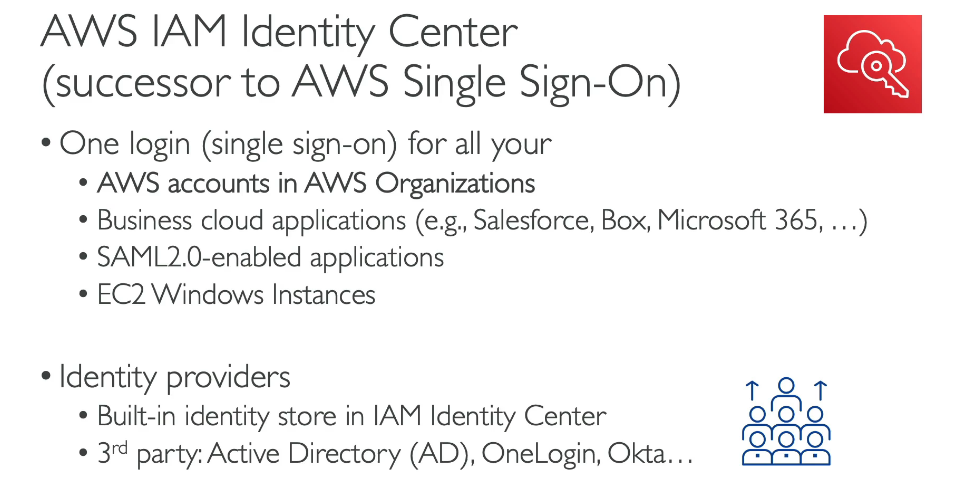 AWS IAM Identity Center
(successor to AWS Single Sign-On)
• One login (single sign-on) for all your
• AWS accounts in AWS Organizations
• Business cloud applications (e.g., Salesforce, Box, Microsoft 365, …)
• SAML2.0-enabled applications
• EC2 Windows Instances
• Identity providers
• Built-in identity store in IAM Identity Center
• 3rd party: Active Directory (AD), OneLogin, Okta…